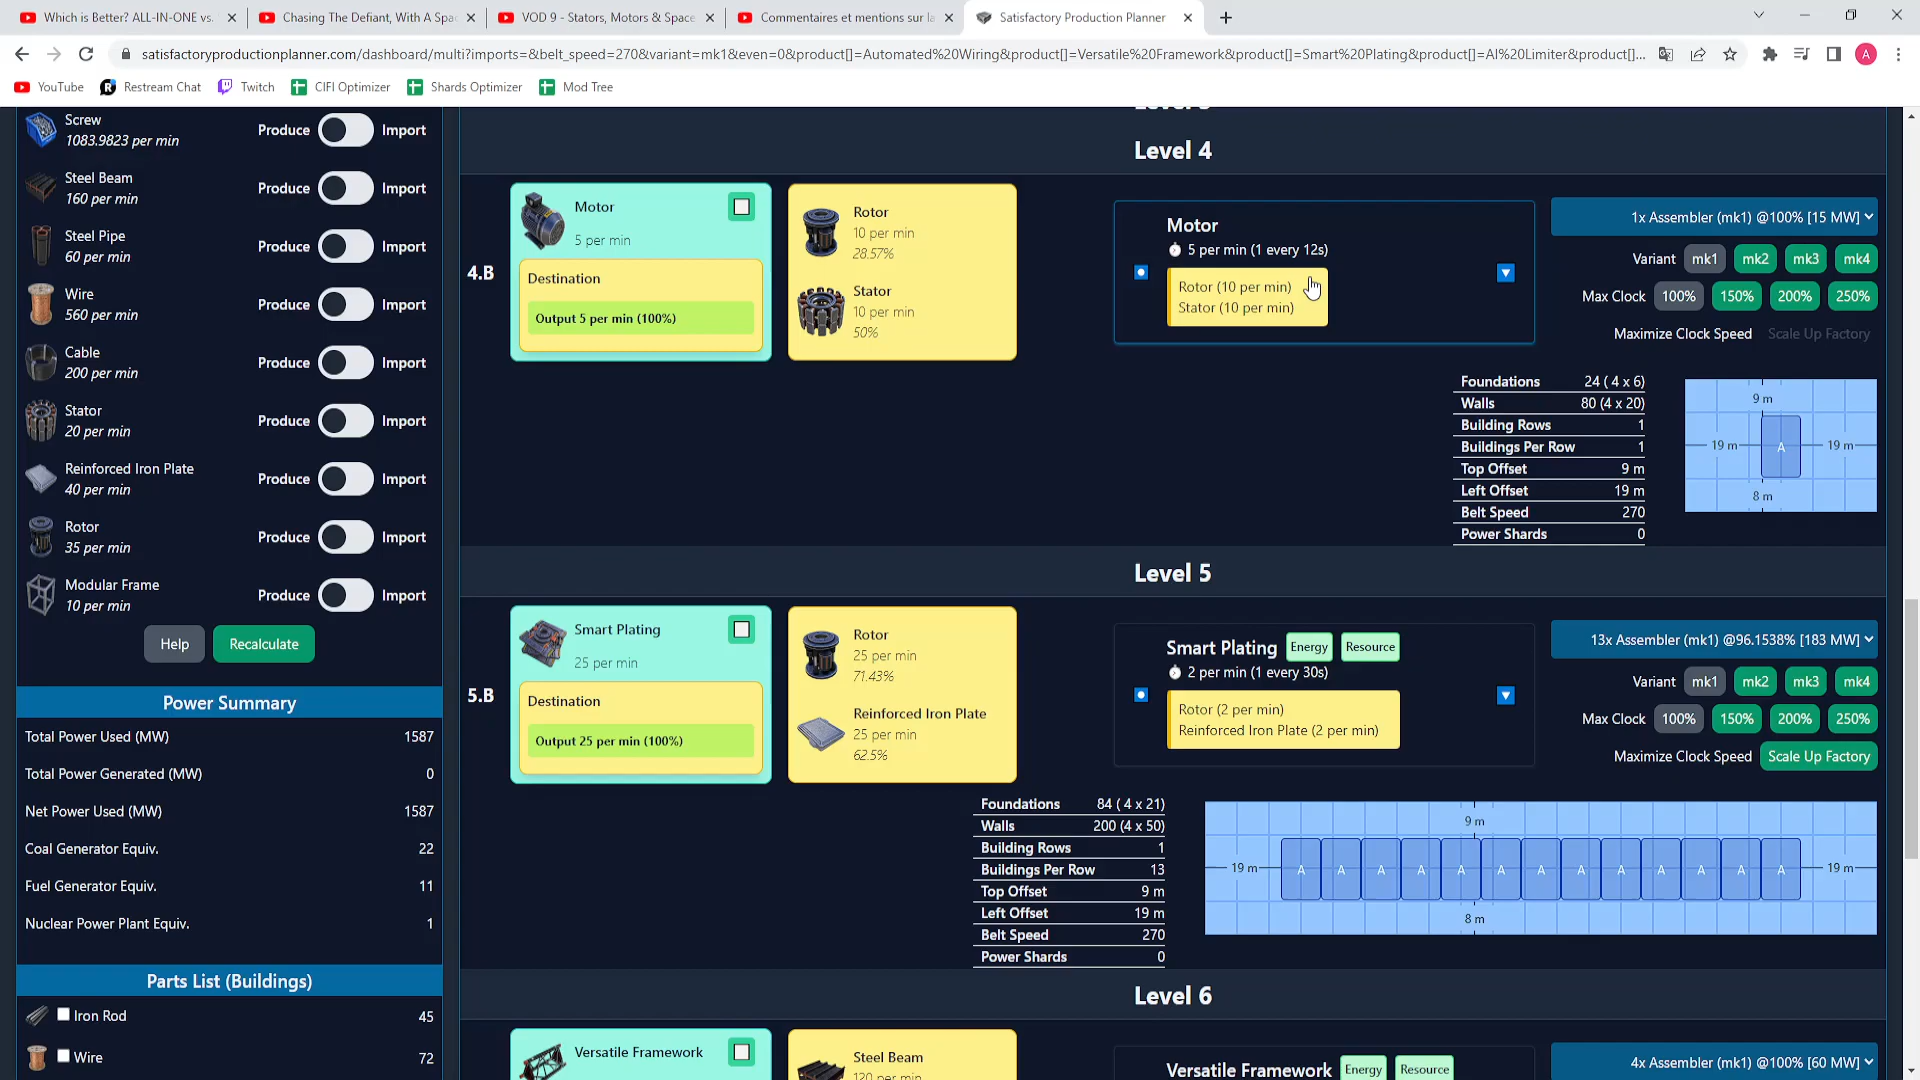 Which is Better? ALL-IN-ONE vs.
Chasing The Defiant, With A Spac
VOD 9 - Stators, Motors & Space
Commentaires et mentions sur la
Satisfactory Production Planner
satisfactoryproductionplanner.com/dashboard/multi?imports=&belt_speed=270&variant=mk1&even=0&product[]=Automated%20Wiring&product[]=Versatile%20Framework&product[]=Smart%20Plating&product[]=AI%20Limiter&product[]...
A
YouTube
Restream Chat
Twitch
CIFI Optimizer
Shards Optimizer
Mod Tree
Screw
1083.9823 per min
Produce
Import
Steel Beam
160 per min
Produce
Import
Steel Pipe
60 per min
Produce
Import
Wire
560 per min
Produce
Import
Cable
200 per min
Produce
Import
Stator
20 per min
Produce
Import
Reinforced Iron Plate
40 per min
Produce
Import
Rotor
35 per min
Produce
Import
Modular Frame
10 per min
Produce
Import
Help
Recalculate
Power Summary
Total Power Used (MW) 1587
Total Power Generated (MW) 0
Net Power Used (MW) 1587
Coal Generator Equiv. 22
Fuel Generator Equiv. 11
Nuclear Power Plant Equiv. 1
Parts List (Buildings)
Iron Rod 45
Wire 72
Level 4
4.B
Motor
5 per min
Destination
Output 5 per min (100%)
Rotor
10 per min
28.57%
Stator
10 per min
50%
Motor
5 per min (1 every 12s)
Rotor (10 per min)
Stator (10 per min)
1x Assembler (mk1) @100% [15 MW]
Variant mk1 mk2 mk3 mk4
Max Clock 100% 150% 200% 250%
Maximize Clock Speed Scale Up Factory
Foundations 24 ( 4 x 6)
Walls 80 (4 x 20)
Building Rows 1
Buildings Per Row 1
Top Offset 9 m
Left Offset 19 m
Belt Speed 270
Power Shards 0
9 m
19 m A 19 m
8 m
Level 5
5.B
Smart Plating
25 per min
Destination
Output 25 per min (100%)
Rotor
25 per min
71.43%
Reinforced Iron Plate
25 per min
62.5%
Smart Plating Energy Resource
2 per min (1 every 30s)
Rotor (2 per min)
Reinforced Iron Plate (2 per min)
13x Assembler (mk1) @96.1538% [183 MW]
Variant mk1 mk2 mk3 mk4
Max Clock 100% 150% 200% 250%
Maximize Clock Speed Scale Up Factory
Foundations 84 ( 4 x 21)
Walls 200 (4 x 50)
Building Rows 1
Buildings Per Row 13
Top Offset 9 m
Left Offset 19 m
Belt Speed 270
Power Shards 0
9 m
19 m A A A A A A A A A A A A A 19 m
8 m
Level 6
Versatile Framework
Steel Beam
120 per min
Versatile Framework Energy Resource
4x Assembler (mk1) @100% [60 MW]